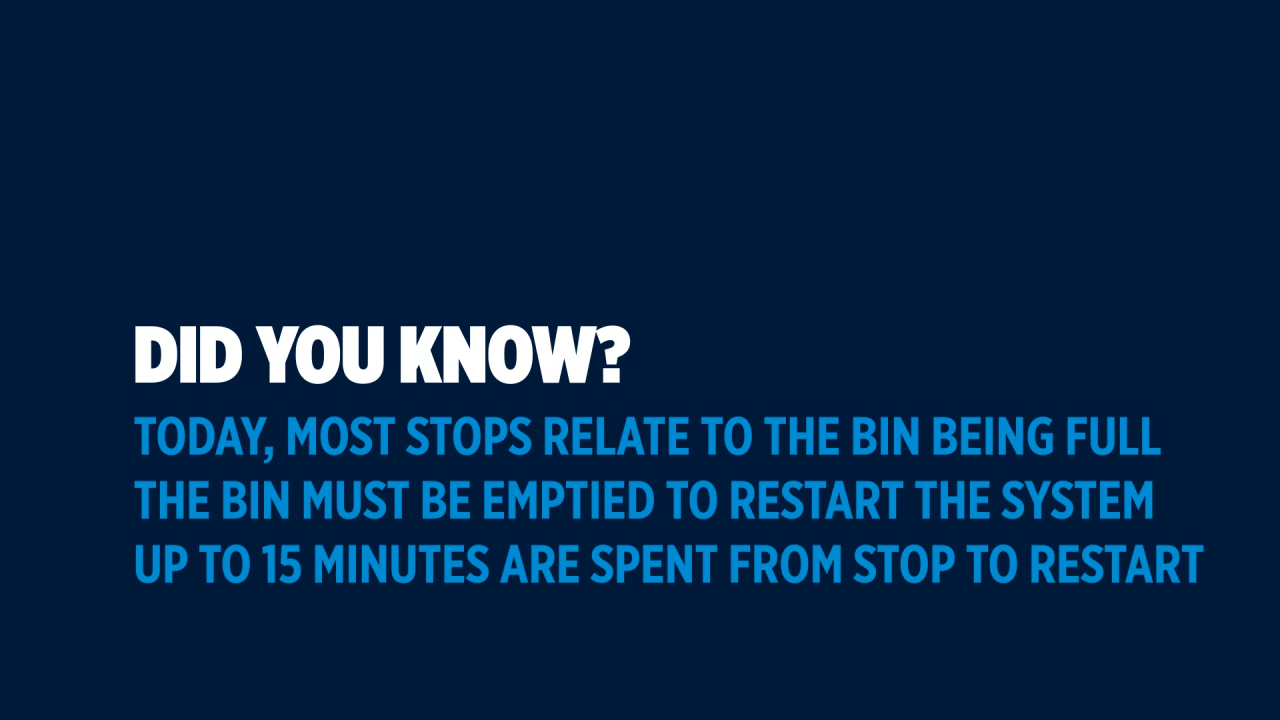 DID YOU KNOW?
TODAY, MOST STOPS RELATE TO THE BIN BEING FULL
THE BIN MUST BE EMPTIED TO RESTART THE SYSTEM
UP TO 15 MINUTES ARE SPENT FROM STOP TO RESTART